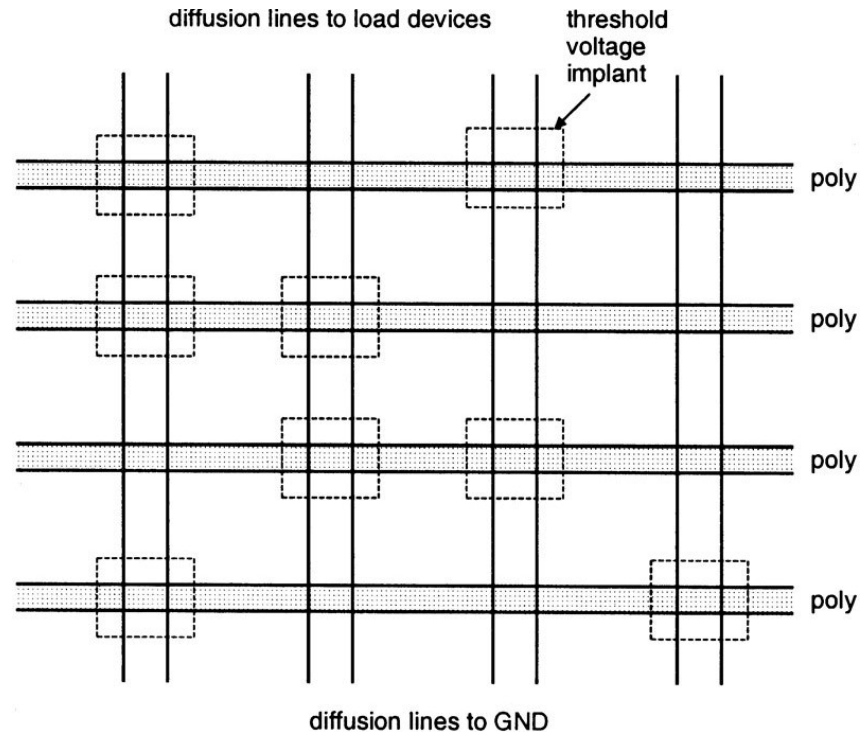 diffusion lines to load devices
threshold
voltage
implant
poly
poly
poly
poly
diffusion lines to GND